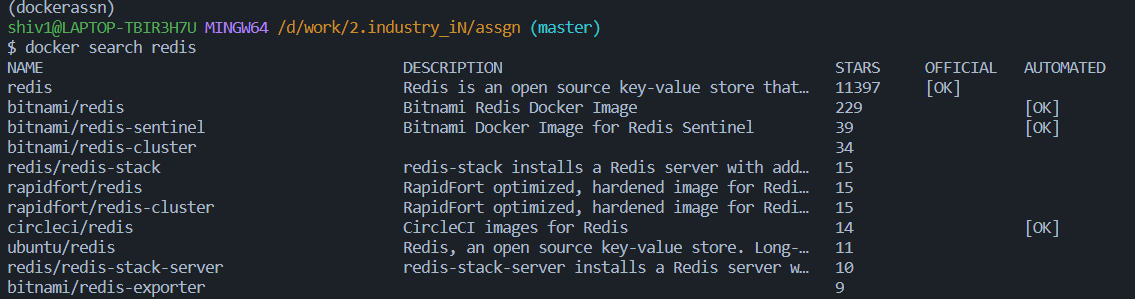 (dockerassn)
shiv1@LAPTOP-TBIR3H7U MINGW64 /d/work/2.industry_iN/assgn (master)
$ docker search redis
NAME DESCRIPTION STARS OFFICIAL AUTOMATED
redis Redis is an open source key-value store that… 11397 [OK]
bitnami/redis Bitnami Redis Docker Image 229 [OK]
bitnami/redis-sentinel Bitnami Docker Image for Redis Sentinel 39 [OK]
bitnami/redis-cluster 34
redis/redis-stack redis-stack installs a Redis server with add… 15
rapidfort/redis RapidFort optimized, hardened image for Redi… 15
rapidfort/redis-cluster RapidFort optimized, hardened image for Redi… 15
circleci/redis CircleCI images for Redis 14 [OK]
ubuntu/redis Redis, an open source key-value store. Long-… 11
redis/redis-stack-server redis-stack-server installs a Redis server w… 10
bitnami/redis-exporter 9